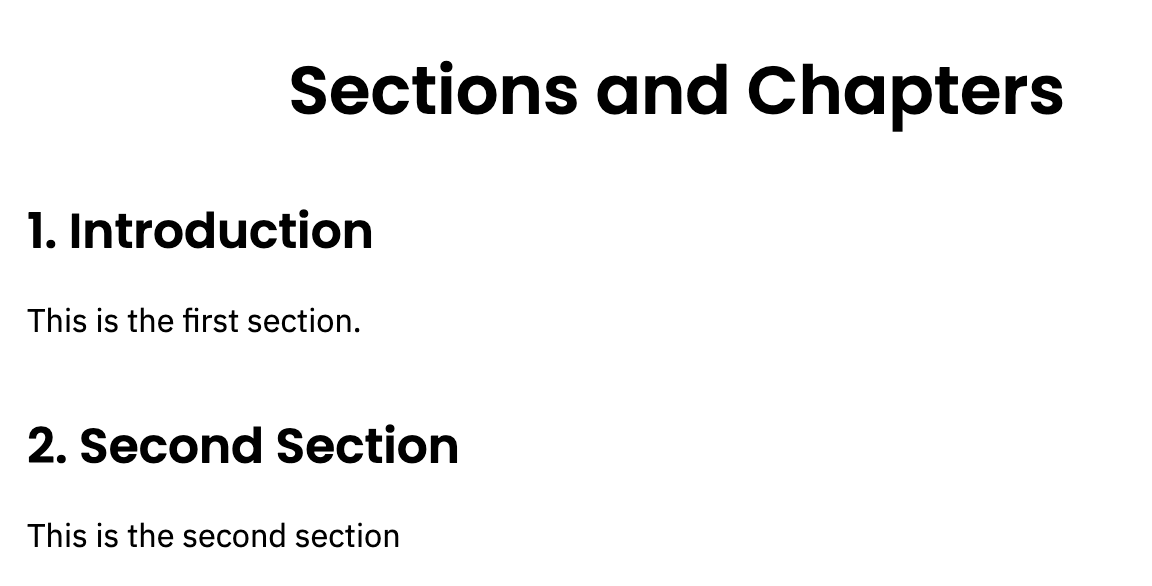 Sections and Chapters
1. Introduction
This is the first section.
2. Second Section
This is the second section